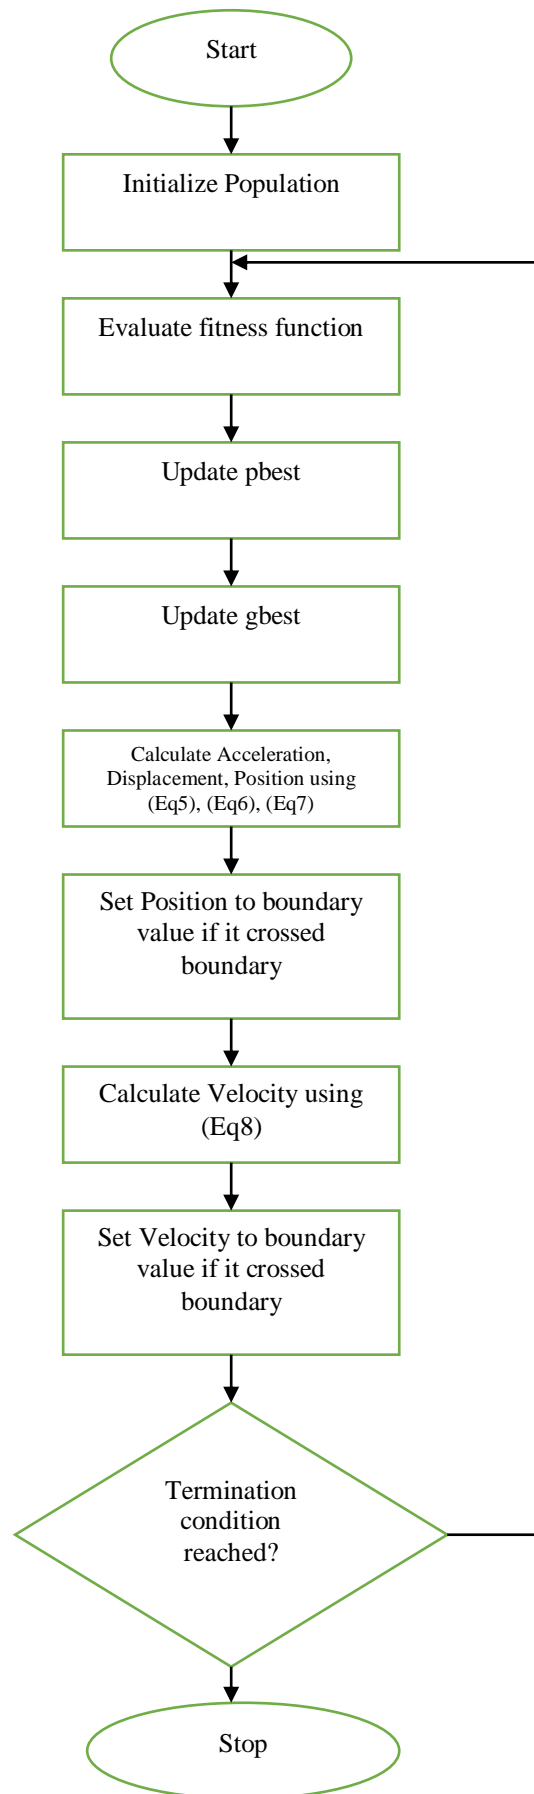 Start
Initialize Population
Evaluate fitness function
Update pbest
Update gbest
Calculate Acceleration,
Displacement, Position using
(Eq5), (Eq6), (Eq7)
Set Position to boundary
value if it crossed
boundary
Calculate Velocity using
(Eq8)
Set Velocity to boundary
value if it crossed
boundary
Termination
condition
reached?
Stop